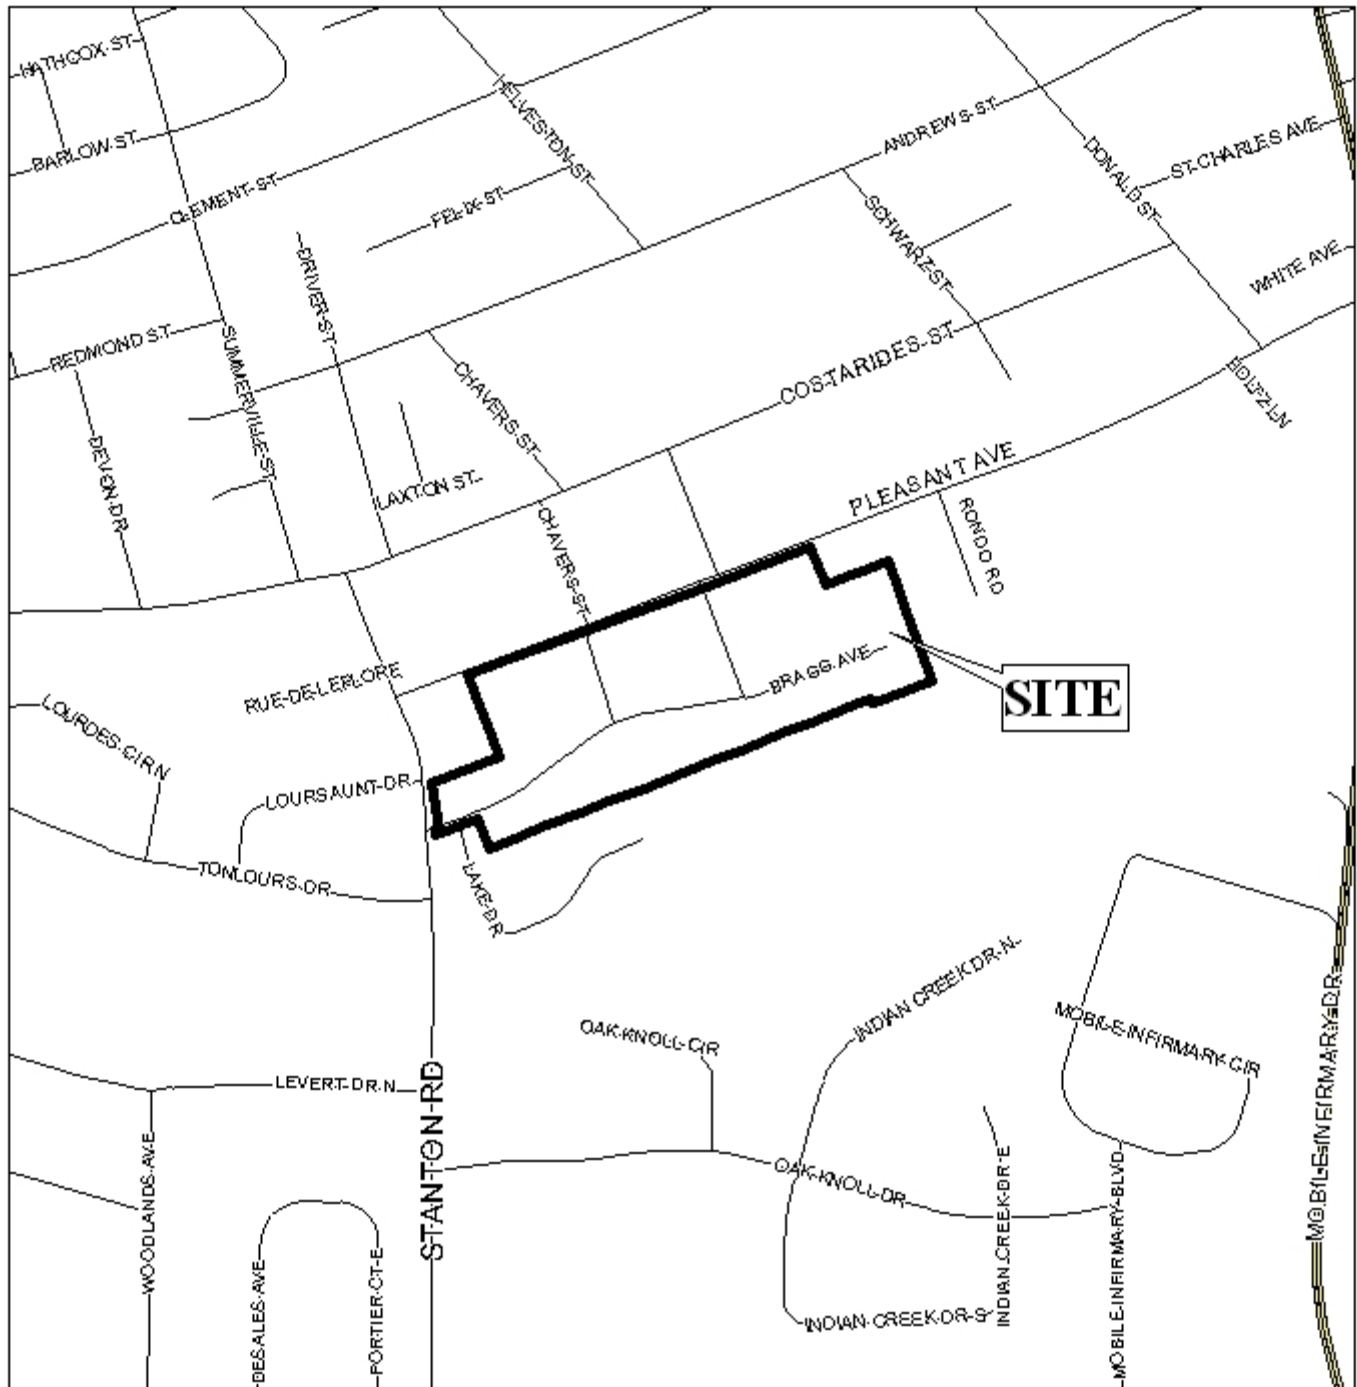 HATHCOX ST
BARLOW ST
CLEMENT ST
HELVESTON ST
FELIX ST
ANDREWS ST
DONALD ST
ST CHARLES AVE
SCHWARZ ST
WHITE AVE
DRIVER ST
REDMOND ST
SUMMERVILLE ST
CHAVERS ST
COSTARIDES ST
DEVON DR
LAXTON ST
PLEASANT AVE
RONDO RD
CHAVERS ST
RUE DE LEFLORE
BRAGG AVE
SITE
LOURDES CIR N
LOURSAUNT DR
TONLOURS DR
LAKE DR
INDIAN CREEK DR N
OAK KNOLL CIR
MOBILE INFIRMARY CIR
MOBILE INFIRMARY DR
LEVERT DR N
STANTON RD
WOODLANDS AVE
OAK KNOLL DR
INDIAN CREEK DR E
MOBILE INFIRMARY BLVD
DESALES AVE
PORTIER CT E
INDIAN CREEK DR S